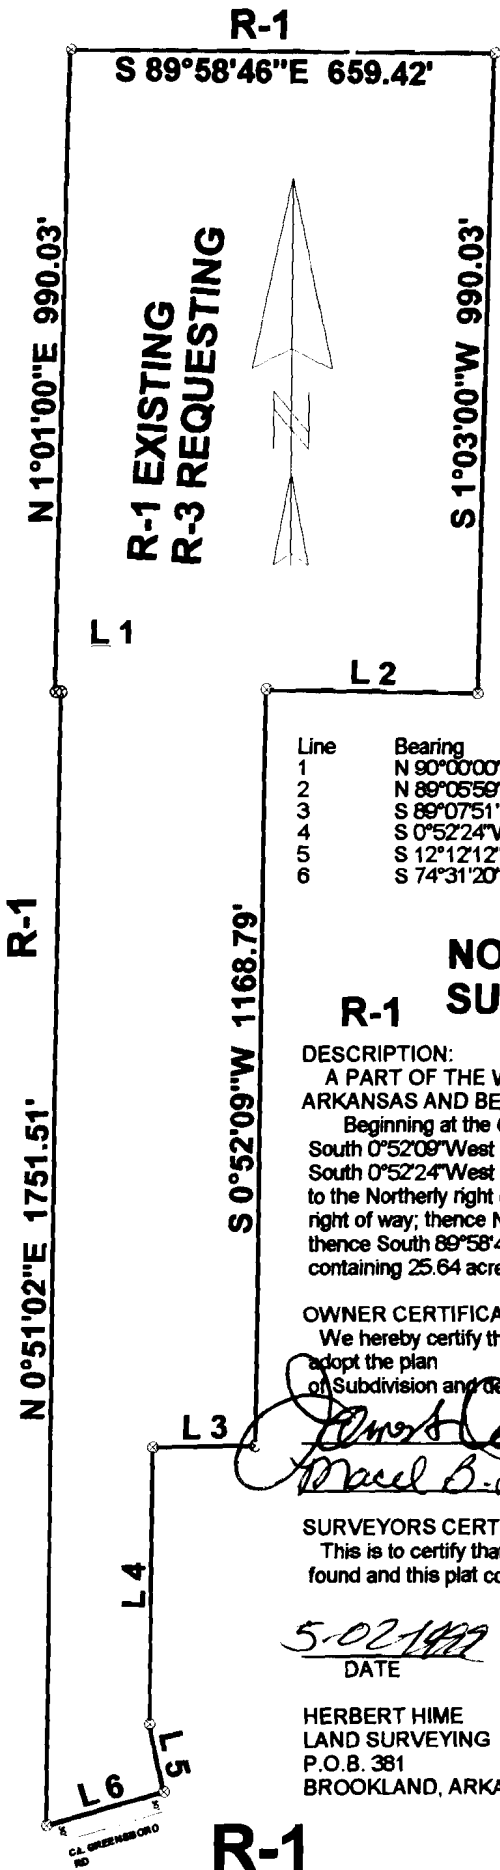 R-1
S 89°58'46"E 659.42'
N 1°01'00"E 990.03'
R-1 EXISTING
R-3 REQUESTING
N
S 1°03'00"W 990.03'
L 1
L 2
Line Bearing
1 N 90°00'00"
2 N 89°05'59"
3 S 89°07'51"
4 S 0°52'24"W
5 S 12°12'12"
6 S 74°31'20"
R-1
N 0°51'02"E 1751.51'
S 0°52'09"W 1168.79'
NO
SU
R-1
DESCRIPTION:
A PART OF THE W
ARKANSAS AND BE
Beginning at the
South 0°52'09"West
South 0°52'24"West
to the Northerly right
right of way; thence N
thence South 89°58'4
containing 25.64 acre
OWNER CERTIFICA
We hereby certify th
adopt the plan
of Subdivision and de
Macel B.
L 3
L 4
L 5
L 6
C/L GREENSBORO
RD
SURVEYORS CERT
This is to certify tha
found and this plat co
5-02-1999
DATE
HERBERT HIME
LAND SURVEYING
P.O.B. 381
BROOKLAND, ARKA
R-1